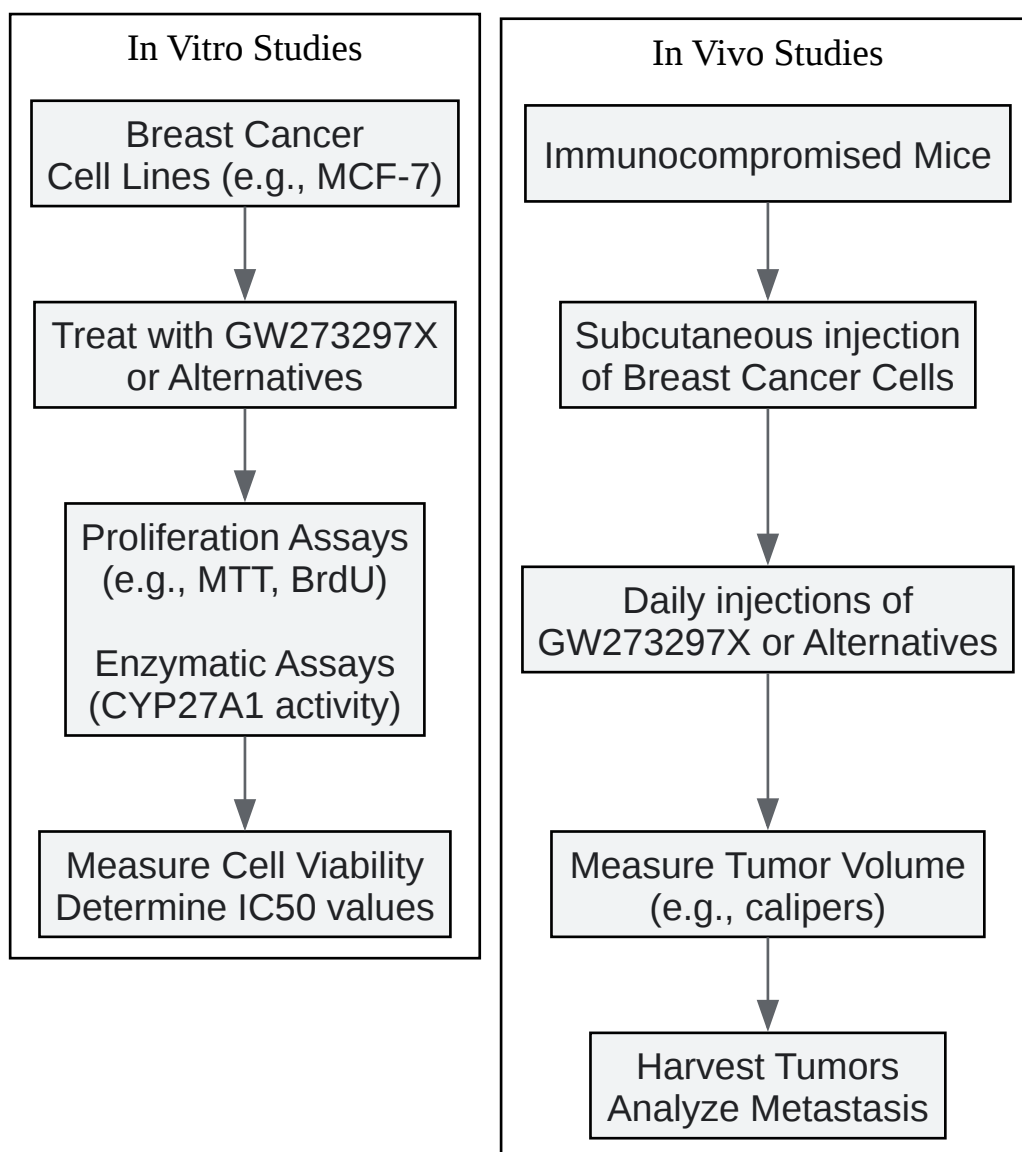 In Vitro Studies
Breast Cancer
Cell Lines (e.g., MCF-7)
Treat with GW273297X
or Alternatives
Proliferation Assays
(e.g., MTT, BrdU)
Enzymatic Assays
(CYP27A1 activity)
Measure Cell Viability
Determine IC50 values
In Vivo Studies
Immunocompromised Mice
Subcutaneous injection
of Breast Cancer Cells
Daily injections of
GW273297X or Alternatives
Measure Tumor Volume
(e.g., calipers)
Harvest Tumors
Analyze Metastasis